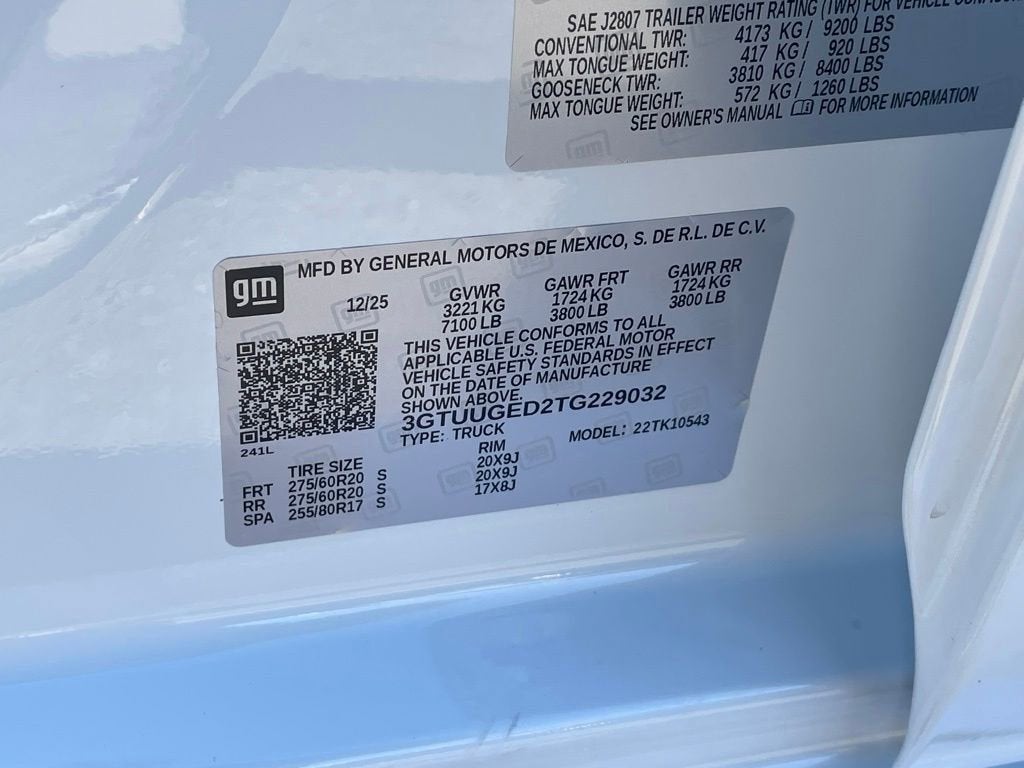 SAE J2807 TRAILER WEIGHT RATING (TWR) FOR VEHICLE
CONVENTIONAL TWR: 4173 KG / 9200 LBS
MAX TONGUE WEIGHT: 417 KG / 920 LBS
GOOSENECK TWR: 3810 KG / 8400 LBS
MAX TONGUE WEIGHT: 572 KG / 1260 LBS
SEE OWNER'S MANUAL FOR MORE INFORMATION
gm
MFD BY GENERAL MOTORS DE MEXICO, S. DE R.L. DE C.V.
12/25 GVWR GAWR FRT GAWR RR
3221 KG 1724 KG 1724 KG
7100 LB 3800 LB 3800 LB
THIS VEHICLE CONFORMS TO ALL
APPLICABLE U.S. FEDERAL MOTOR
VEHICLE SAFETY STANDARDS IN EFFECT
ON THE DATE OF MANUFACTURE
SHOWN ABOVE.
3GTUUGED2TG229032
TYPE: TRUCK MODEL: 22TK10543
241L
TIRE SIZE RIM
FRT 275/60R20 S 20X9J
RR 275/60R20 S 20X9J
SPA 255/80R17 S 17X8J